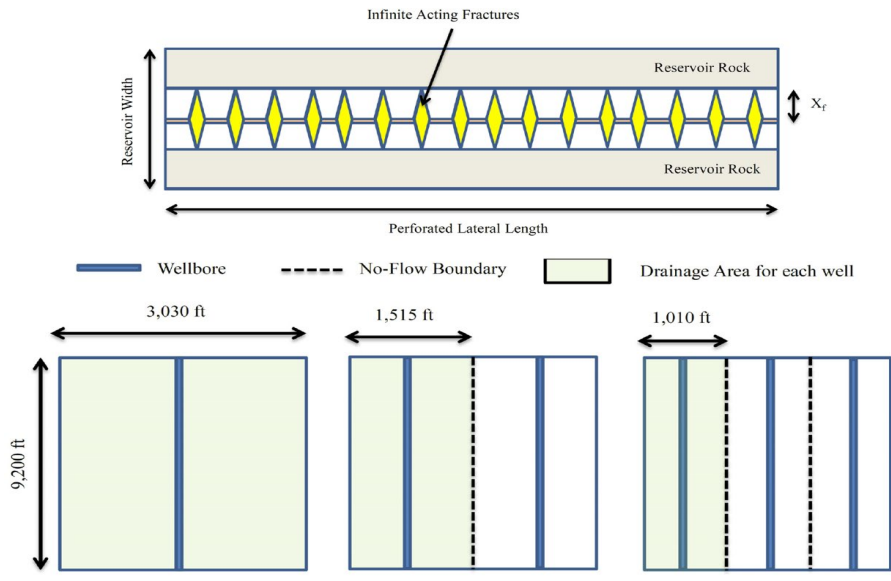 Infinite Acting Fractures
Reservoir Width
Reservoir Rock
Xf
Reservoir Rock
Perforated Lateral Length
Wellbore
No-Flow Boundary
Drainage Area for each well
3,030 ft
1,515 ft
1,010 ft
9,200 ft